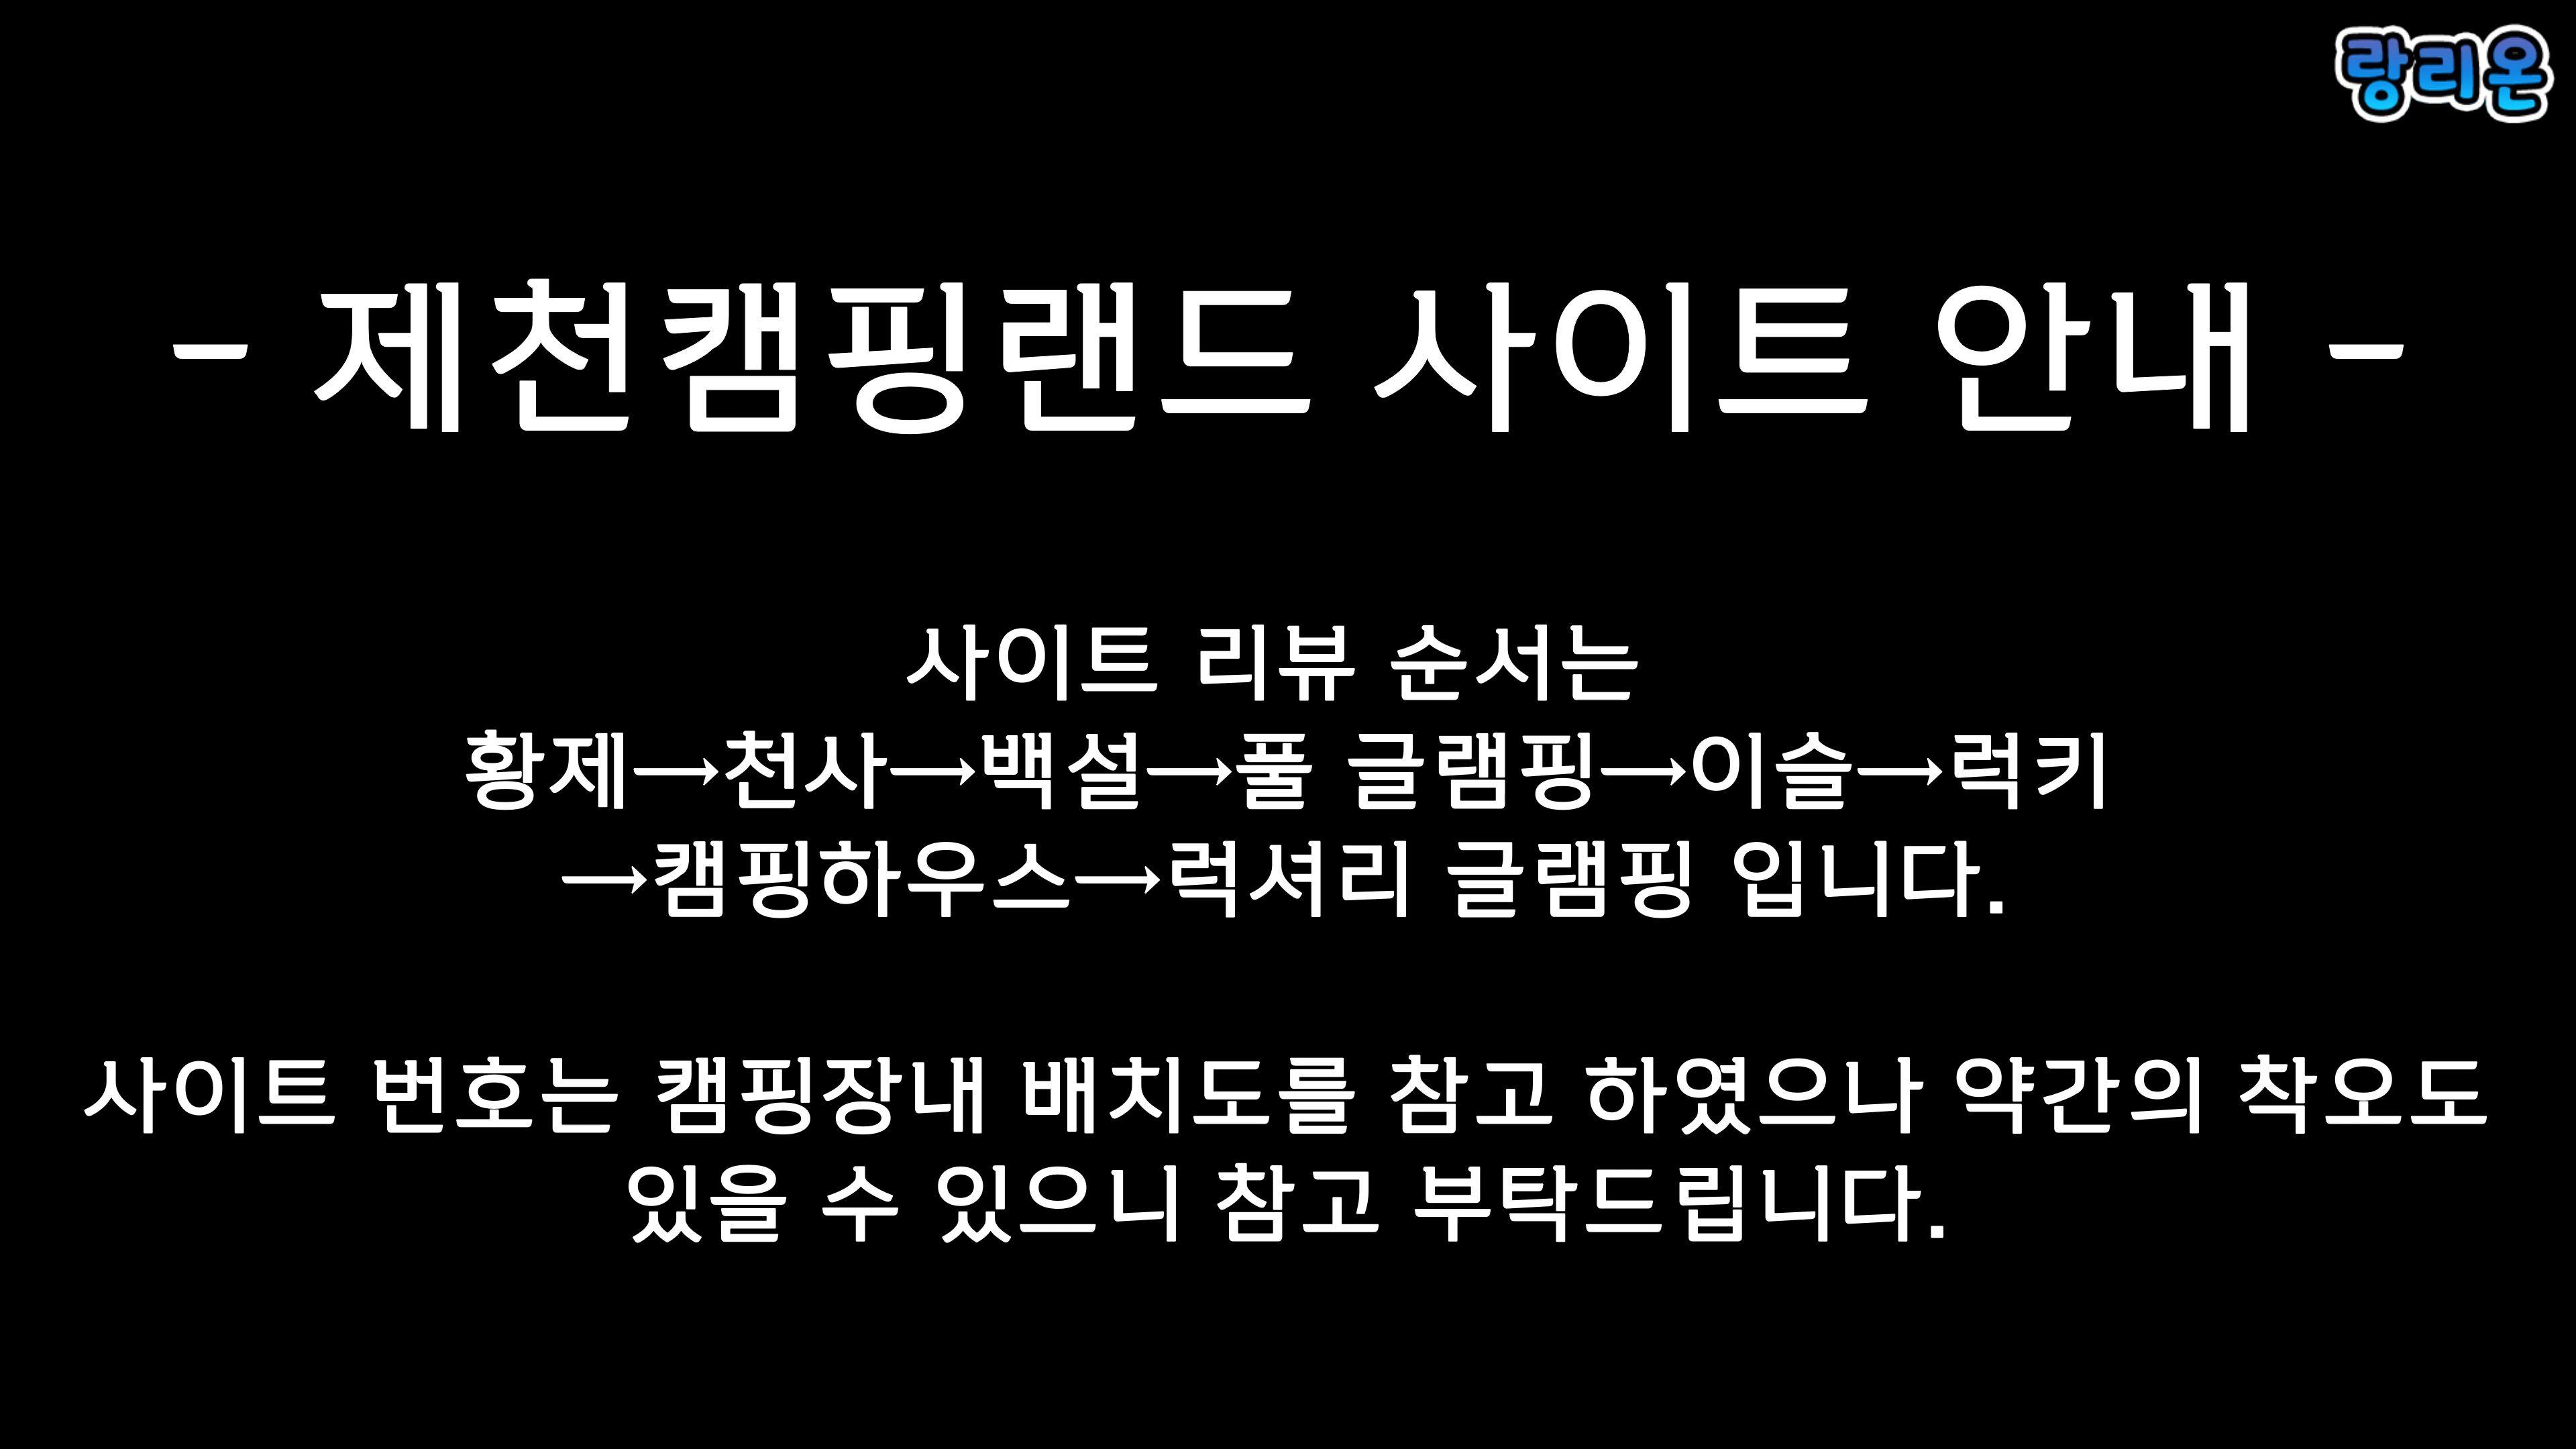 랑리온
- 제천캠핑랜드 사이트 안내 -
사이트 리뷰 순서는
황제→천사→백설→풀 글램핑→이슬→럭키
→캠핑하우스→럭셔리 글램핑 입니다.
사이트 번호는 캠핑장내 배치도를 참고 하였으나 약간의 착오도
있을 수 있으니 참고 부탁드립니다.